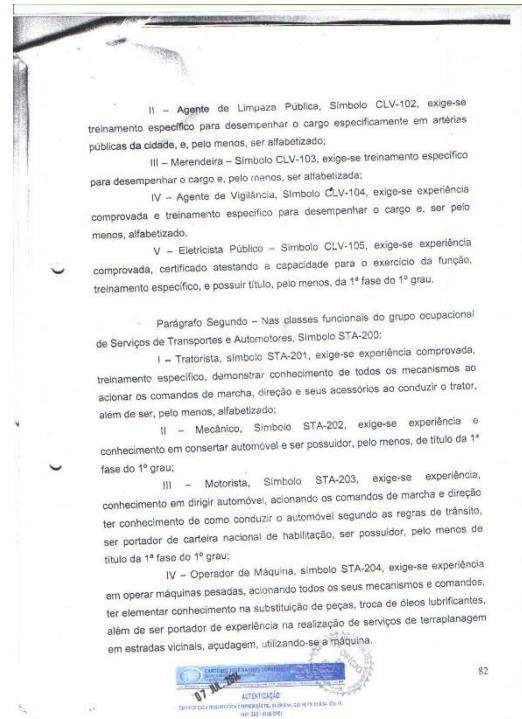 II – Agente de Limpaza Pública, Símbolo CLV-102, exige-se
treinamento específico para desempenhar o cargo especificamente em artérias
públicas da cidade, e, pelo menos, ser alfabetizado;
III – Merendeira – Símbolo CLV-103, exige-se treinamento específico
para desempenhar o cargo e, pelo menos, ser alfabetizada;
IV – Agente de Vigilância, Símbolo CLV-104, exige-se experiência
comprovada e treinamento específico para desempenhar o cargo e, ser pelo
menos, alfabetizado.
V – Eletricista Público – Símbolo CLV-105, exige-se experiência
comprovada, certificado atestando a capacidade para o exercício da função,
treinamento específico, e possuir título, pelo menos, da 1ª fase do 1º grau.
Parágrafo Segundo – Nas classes funcionais do grupo ocupacional
de Serviços de Transportes e Automotores, Símbolo STA-200:
I – Tratorista, símbolo STA-201, exige-se experiência comprovada,
treinamento específico, demonstrar conhecimento de todos os mecanismos ao
acionar os comandos de marcha, direção e seus acessórios ao conduzir o trator,
além de ser, pelo menos, alfabetizado;
II – Mecânico, Símbolo STA-202, exige-se experiência e
conhecimento em consertar automóvel e ser possuidor, pelo menos, de título da 1ª
fase do 1º grau;
III – Motorista, Símbolo STA-203, exige-se experiência,
conhecimento em dirigir automóvel, acionando os comandos de marcha e direção
ter conhecimento de como conduzir o automóvel segundo as regras de trânsito,
ser portador de carteira nacional de habilitação, ser possuidor, pelo menos de
título da 1ª fase do 1º grau;
IV – Operador de Máquina, símbolo STA-204, exige-se experiência
em operar máquinas pesadas, acionando todos os seus mecanismos e comandos,
ter elementar conhecimento na substituição de peças, troca de óleos lubrificantes,
além de ser portador de experiência na realização de serviços de terraplanagem
em estradas vicinais, açudagem, utilizando-se a máquina.
OFÍCIO
82
07 JUL.
AUTENTICAÇÃO